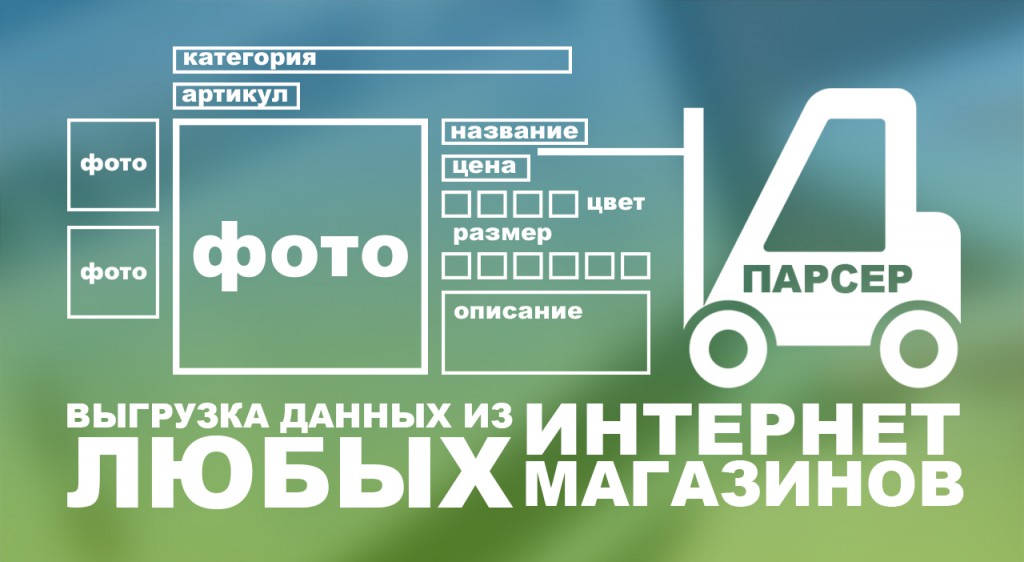 категория
артикул
фото
фото
фото
название
цена
цвет
размер
описание
ПАРСЕР
ВЫГРУЗКА ДАННЫХ ИЗ
ЛЮБЫХ
ИНТЕРНЕТ
МАГАЗИНОВ